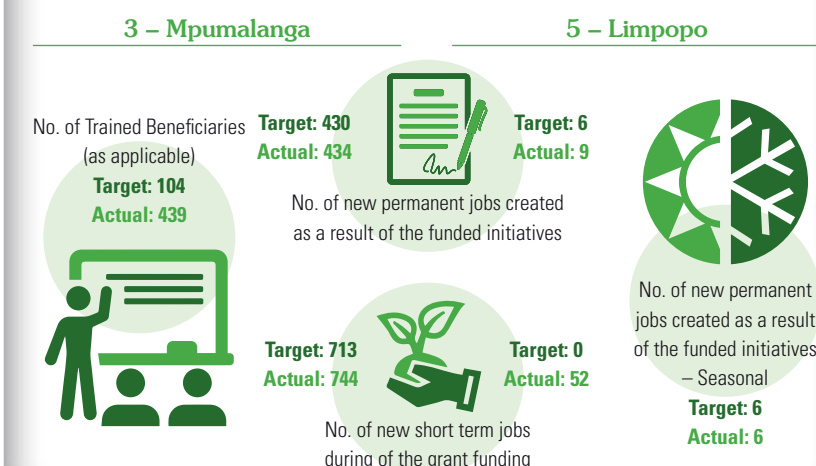 3 – Mpumalanga
5 – Limpopo
No. of Trained Beneficiaries
(as applicable)
Target: 104
Actual: 439
Target: 430
Actual: 434
Target: 6
Actual: 9
No. of new permanent jobs created
as a result of the funded initiatives
Target: 713
Actual: 744
Target: 0
Actual: 52
No. of new short term jobs
during of the grant funding
No. of new permanent
jobs created as a result
of the funded initiatives
– Seasonal
Target: 6
Actual: 6